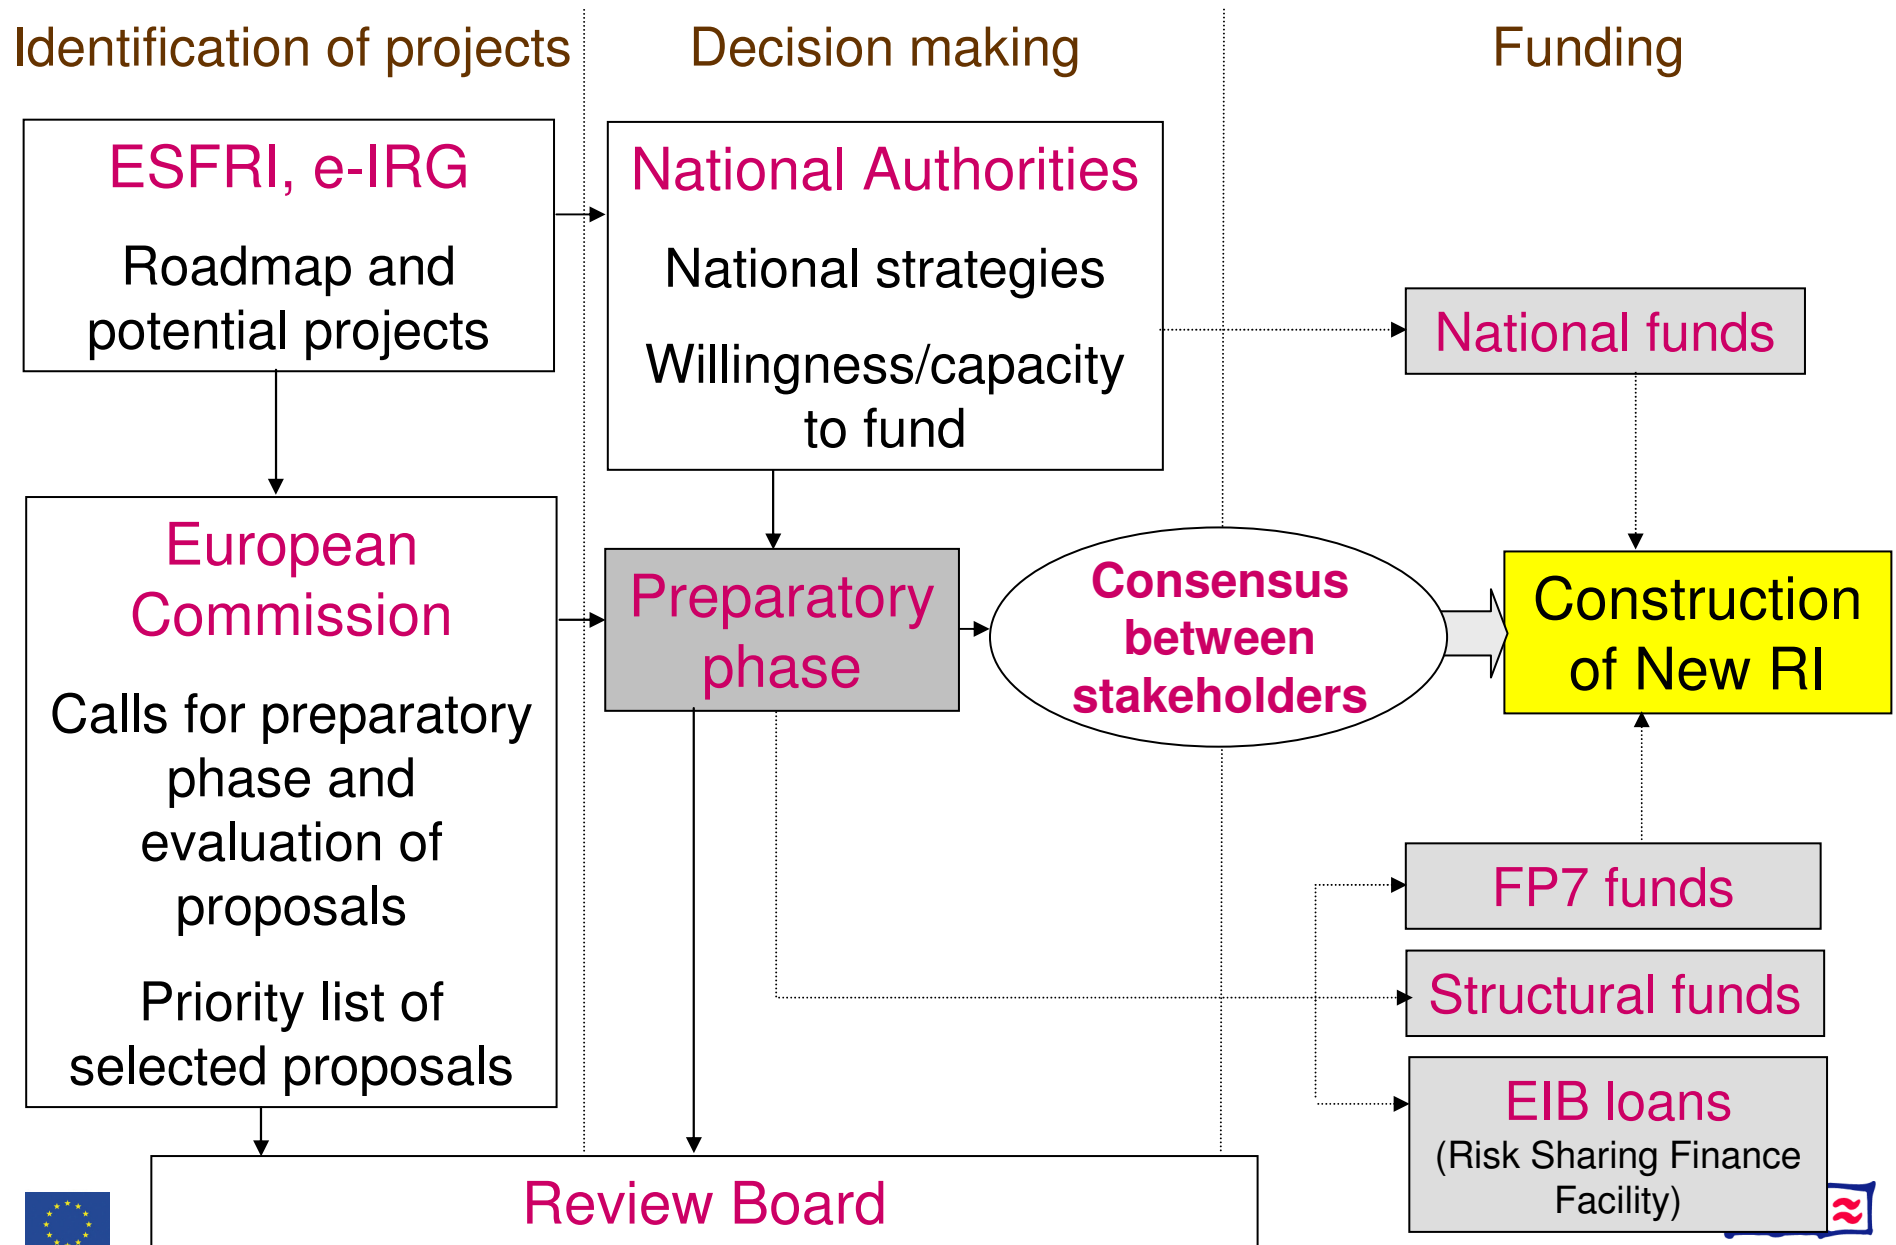 Identification of projects
Decision making
Funding
ESFRI, e-IRG
Roadmap and
potential projects
National Authorities
National strategies
Willingness/capacity
to fund
National funds
European
Commission
Calls for preparatory
phase and
evaluation of
proposals
Priority list of
selected proposals
Preparatory
phase
Consensus
between
stakeholders
Construction
of New RI
FP7 funds
Structural funds
EIB loans
(Risk Sharing Finance
Facility)
Review Board